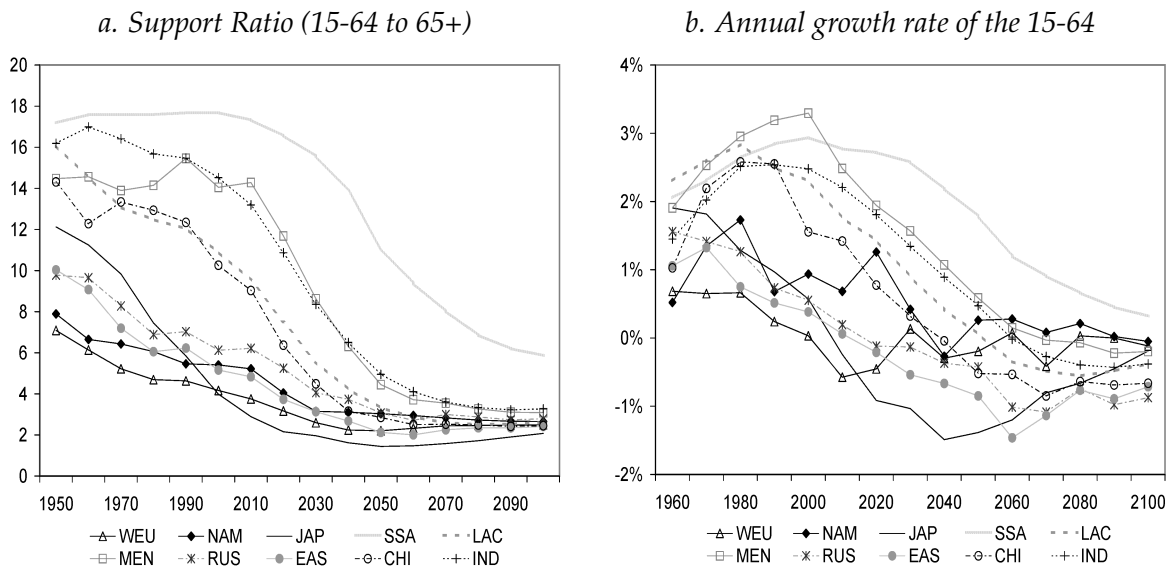 a. Support Ratio (15-64 to 65+)
20
18
16
14
12
10
8
6
4
2
0
1950 1970 1990 2010 2030 2050 2070 2090
WEU NAM JAP SSA LAC
MEN RUS EAS CHI IND
b. Annual growth rate of the 15-64
4%
3%
2%
1%
0%
-1%
-2%
1960 1980 2000 2020 2040 2060 2080 2100
WEU NAM JAP SSA LAC
MEN RUS EAS CHI IND